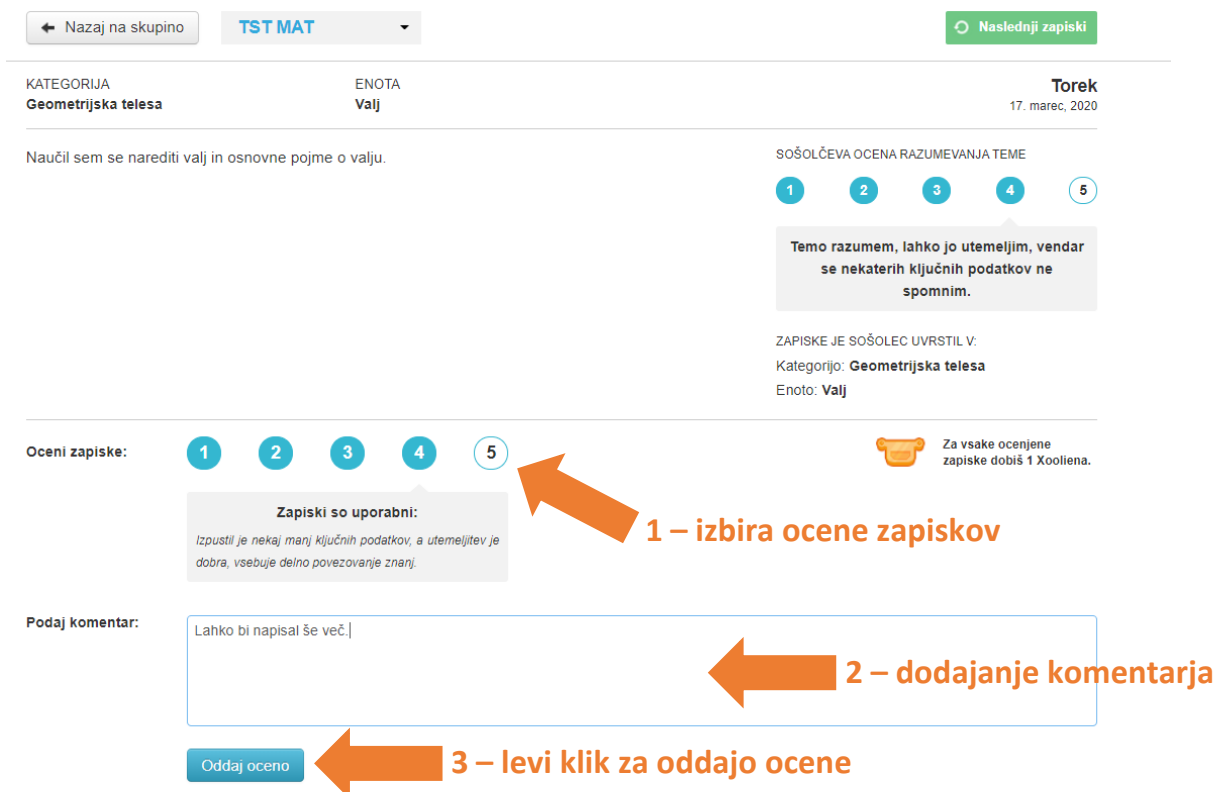 Nazaj na skupino
TST MAT
Naslednji zapiski
KATEGORIJA
Geometrijska telesa
ENOTA
Valj
Torek
17. marec, 2020
Naučil sem se narediti valj in osnovne pojme o valju.
SOŠOLČEVA OCENA RAZUMEVANJA TEME
1 2 3 4 5
Temo razumem, lahko jo utemeljim, vendar
se nekaterih ključnih podatkov ne
spomnim.
ZAPISKE JE SOŠOLEC UVRSTIL V:
Kategorijo: Geometrijska telesa
Enoto: Valj
Oceni zapiske:
1 2 3 4 5
Za vsake ocenjene
zapiske dobiš 1 Xooliena.
Zapiski so uporabni:
Izpustil je nekaj manj ključnih podatkov, a utemeljitev je
dobra, vsebuje delno povezovanje znanj.
1 – izbira ocene zapiskov
Podaj komentar:
Lahko bi napisal še več.
2 – dodajanje komentarja
Oddaj oceno
3 – levi klik za oddajo ocene